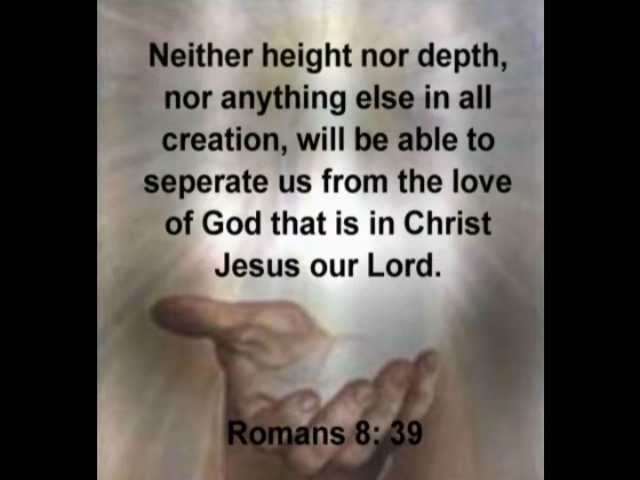 Neither height nor depth,
nor anything else in all
creation, will be able to
seperate us from the love
of God that is in Christ
Jesus our Lord.
Romans 8: 39